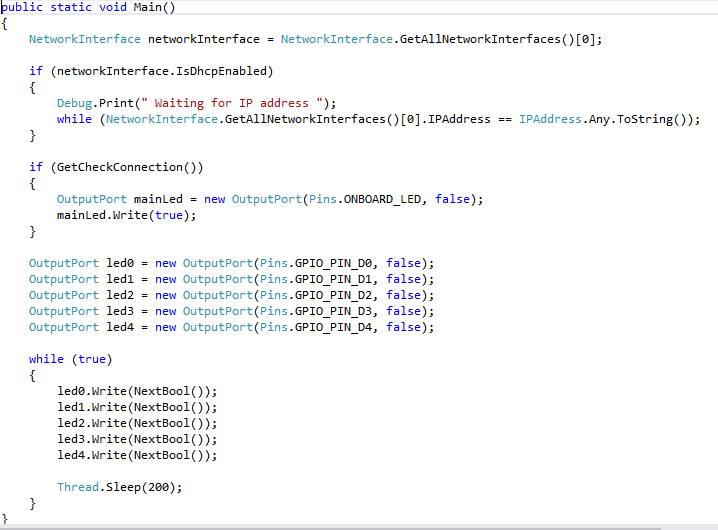 public static void Main()
{
    NetworkInterface networkInterface = NetworkInterface.GetAllNetworkInterfaces()[0];

    if (networkInterface.IsDhcpEnabled)
    {
        Debug.Print(" Waiting for IP address ");
        while (NetworkInterface.GetAllNetworkInterfaces()[0].IPAddress == IPAddress.Any.ToString());
    }

    if (GetCheckConnection())
    {
        OutputPort mainLed = new OutputPort(Pins.ONBOARD_LED, false);
        mainLed.Write(true);
    }

    OutputPort led0 = new OutputPort(Pins.GPIO_PIN_D0, false);
    OutputPort led1 = new OutputPort(Pins.GPIO_PIN_D1, false);
    OutputPort led2 = new OutputPort(Pins.GPIO_PIN_D2, false);
    OutputPort led3 = new OutputPort(Pins.GPIO_PIN_D3, false);
    OutputPort led4 = new OutputPort(Pins.GPIO_PIN_D4, false);

    while (true)
    {
        led0.Write(NextBool());
        led1.Write(NextBool());
        led2.Write(NextBool());
        led3.Write(NextBool());
        led4.Write(NextBool());

        Thread.Sleep(200);
    }
}